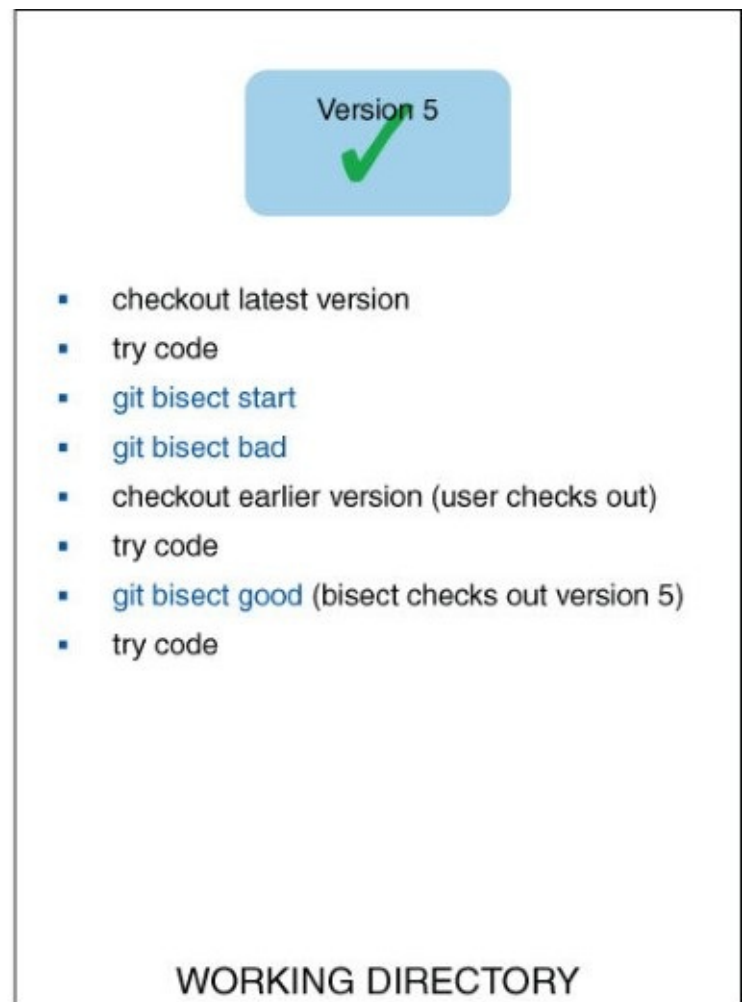 Version 5
▪ checkout latest version
▪ try code
▪ git bisect start
▪ git bisect bad
▪ checkout earlier version (user checks out)
▪ try code
▪ git bisect good (bisect checks out version 5)
▪ try code
WORKING DIRECTORY